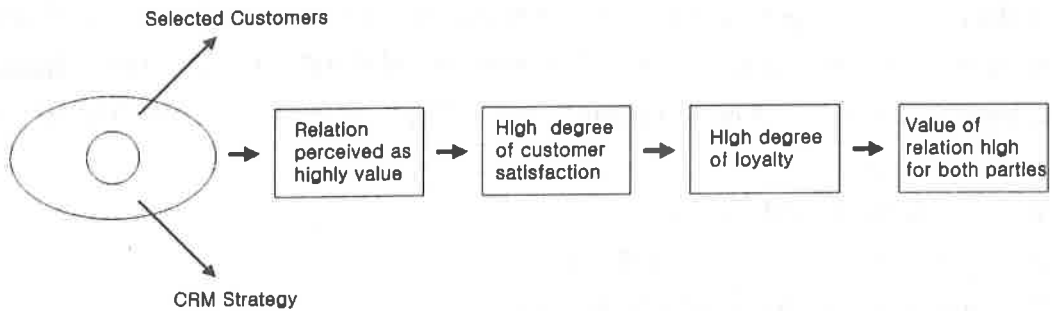 Selected Customers
Relation
perceived as
highly value
High degree
of customer
satisfaction
High degree
of loyalty
Value of
relation high
for both parties
CRM Strategy